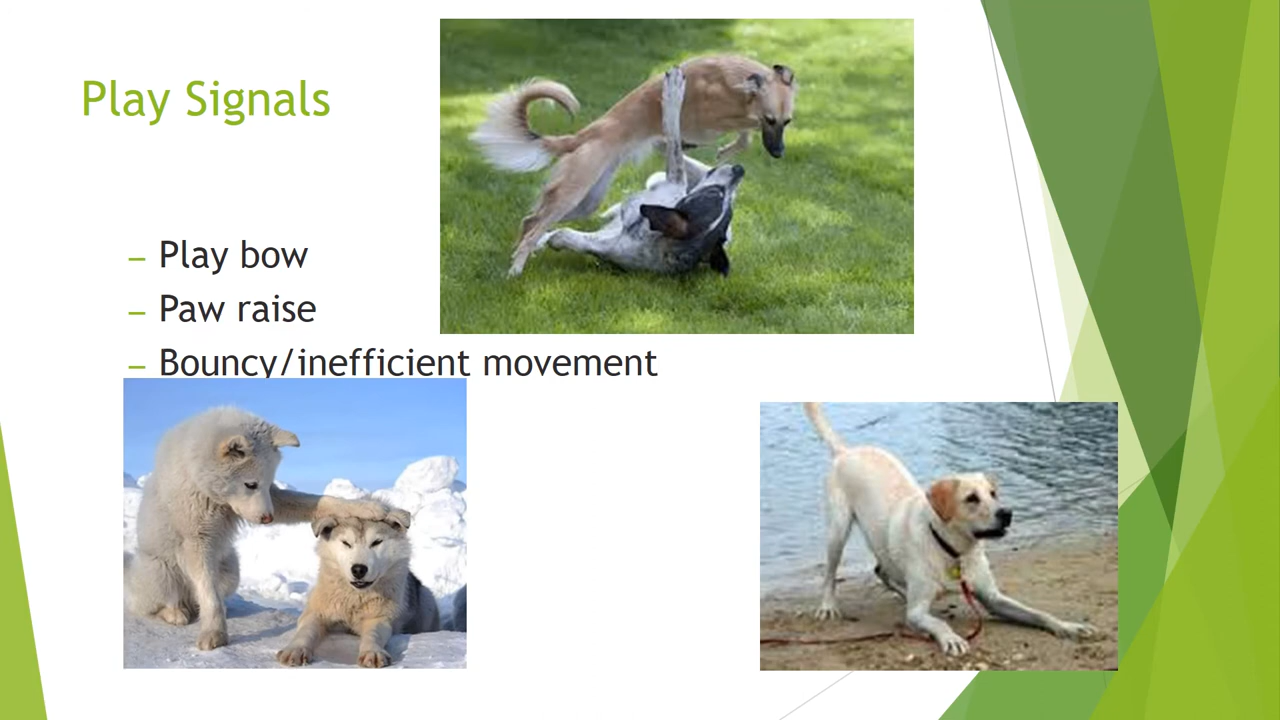 Play Signals
– Play bow
– Paw raise
– Bouncy/inefficient movement